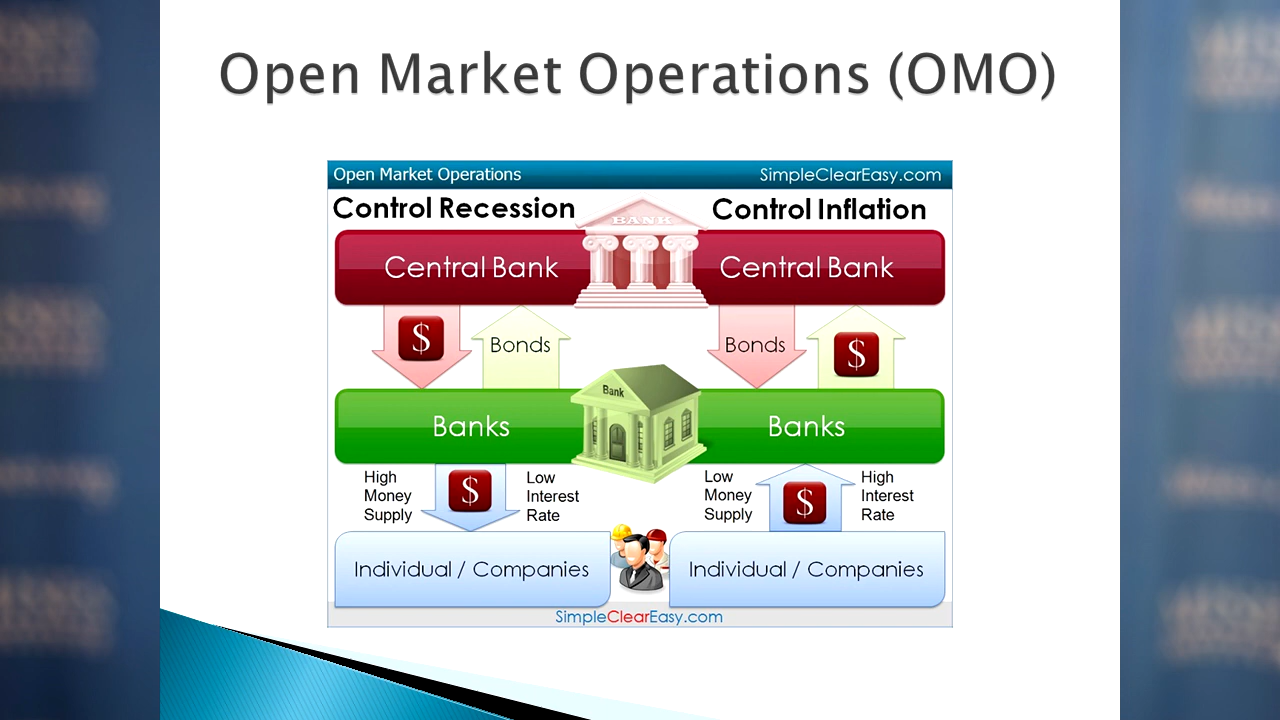 Open Market Operations (OMO)
Open Market Operations
SimpleClearEasy.com
Control Recession
Control Inflation
BANK
Central Bank
Central Bank
$
Bonds
Bonds
$
Bank
Banks
Banks
High
Money
Supply
$
Low
Interest
Rate
Low
Money
Supply
$
High
Interest
Rate
Individual / Companies
Individual / Companies
SimpleClearEasy.com